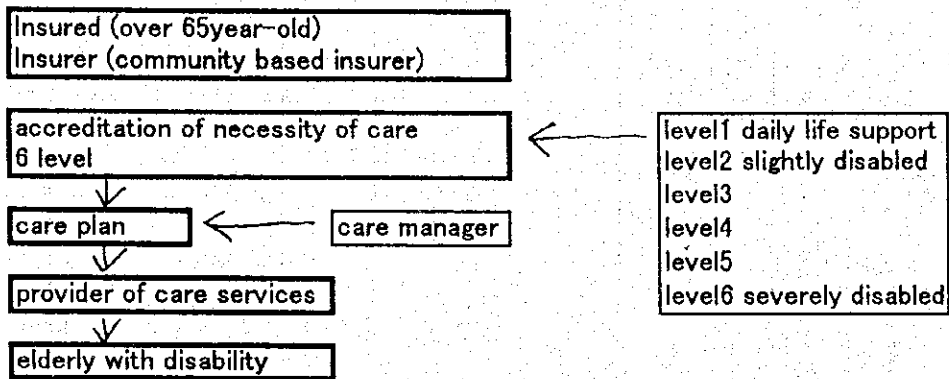 Insured (over 65year-old)
Insurer (community based insurer)
accreditation of necessity of care
6 level
level1 daily life support
level2 slightly disabled
level3
level4
level5
level6 severely disabled
care plan
care manager
provider of care services
elderly with disability